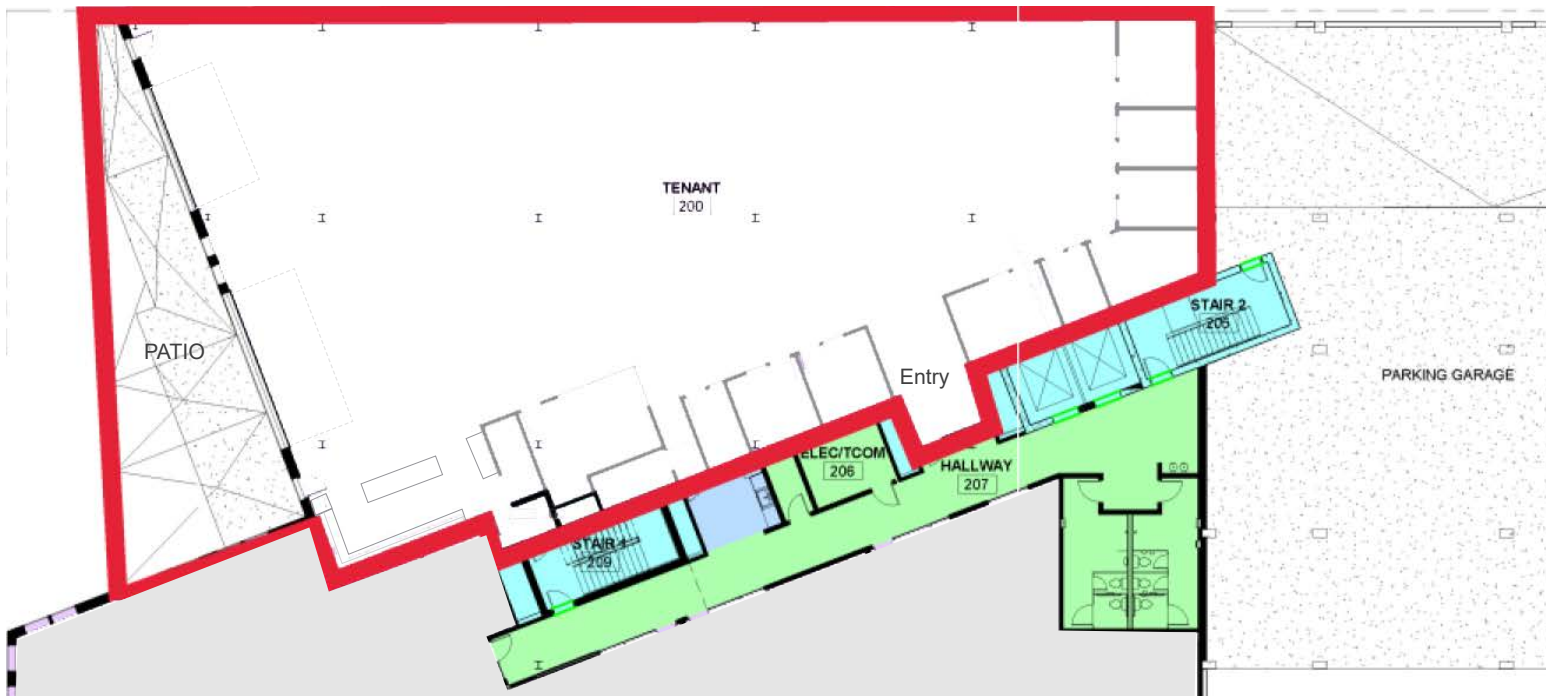 TENANT
200
STAIR 2
205
PATIO
Entry
PARKING GARAGE
ELEC/TCOM
206
HALLWAY
207
STAIR 1
209